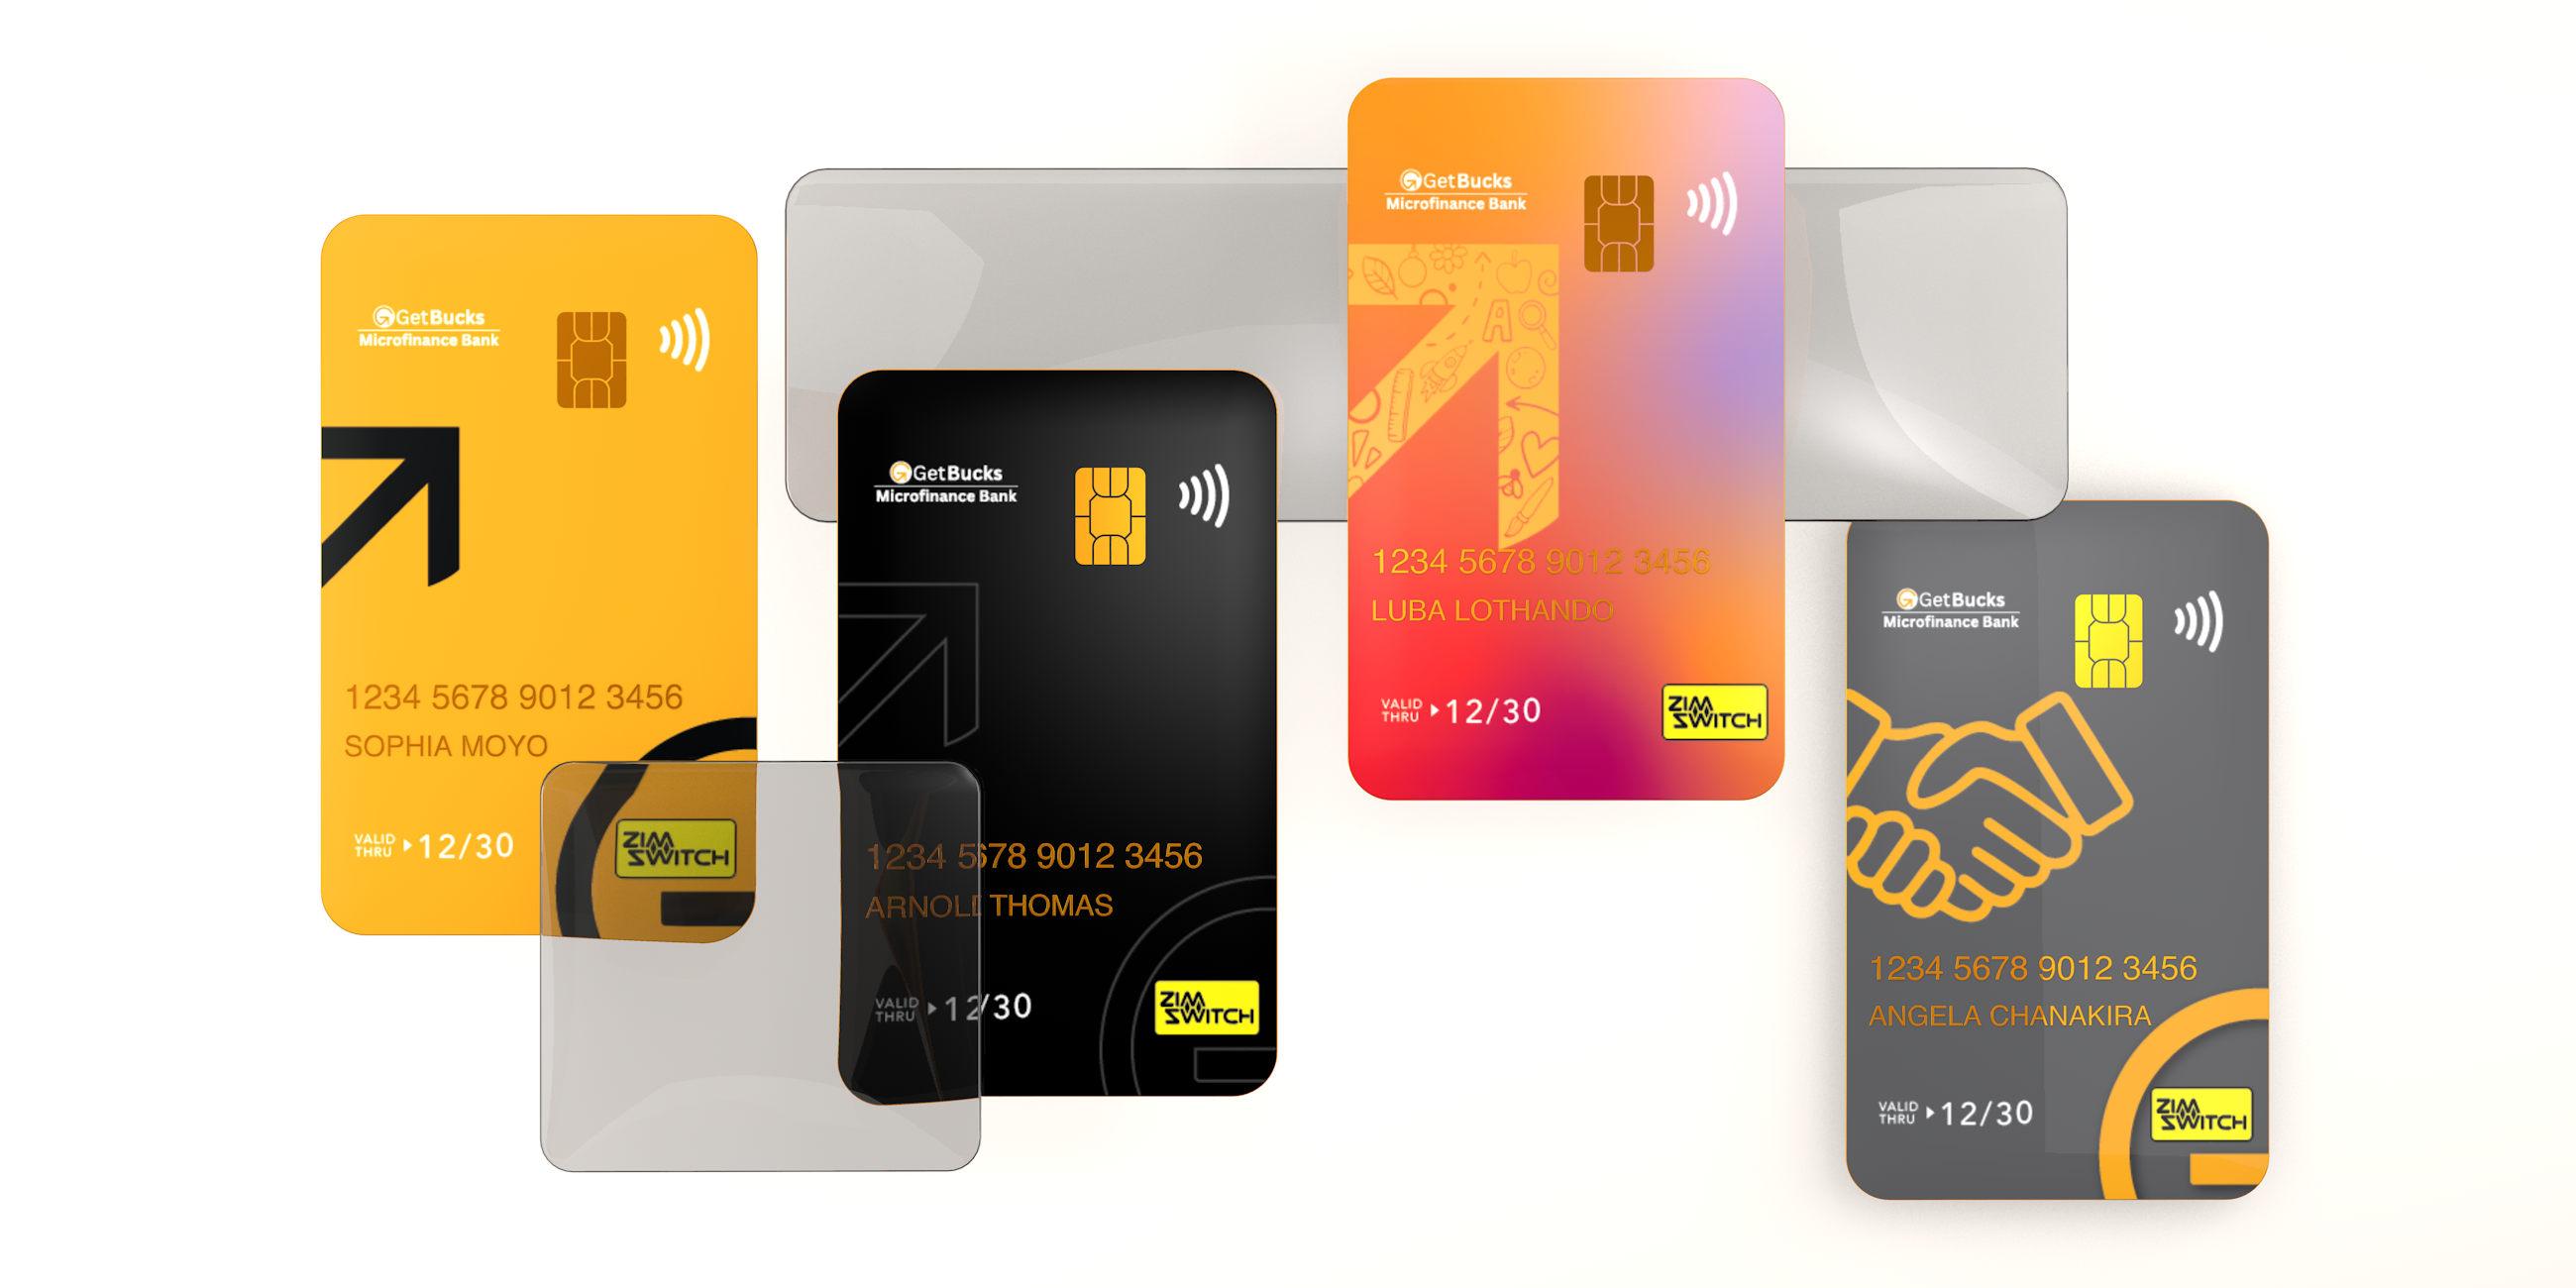 GetBucks
Microfinance Bank
1234 5678 9012 3456
SOPHIA MOYO
VALID
THRU
12/30
ZIM
SWITCH
GetBucks
Microfinance Bank
1234 5678 9012 3456
ARNOLD THOMAS
VALID
THRU
12/30
ZIM
SWITCH
GetBucks
Microfinance Bank
A
1234 5678 9012 3456
LUBA LOTHANDO
VALID
THRU
12/30
ZIM
SWITCH
GetBucks
Microfinance Bank
1234 5678 9012 3456
ANGELA CHANAKIRA
VALID
THRU
12/30
ZIM
SWITCH